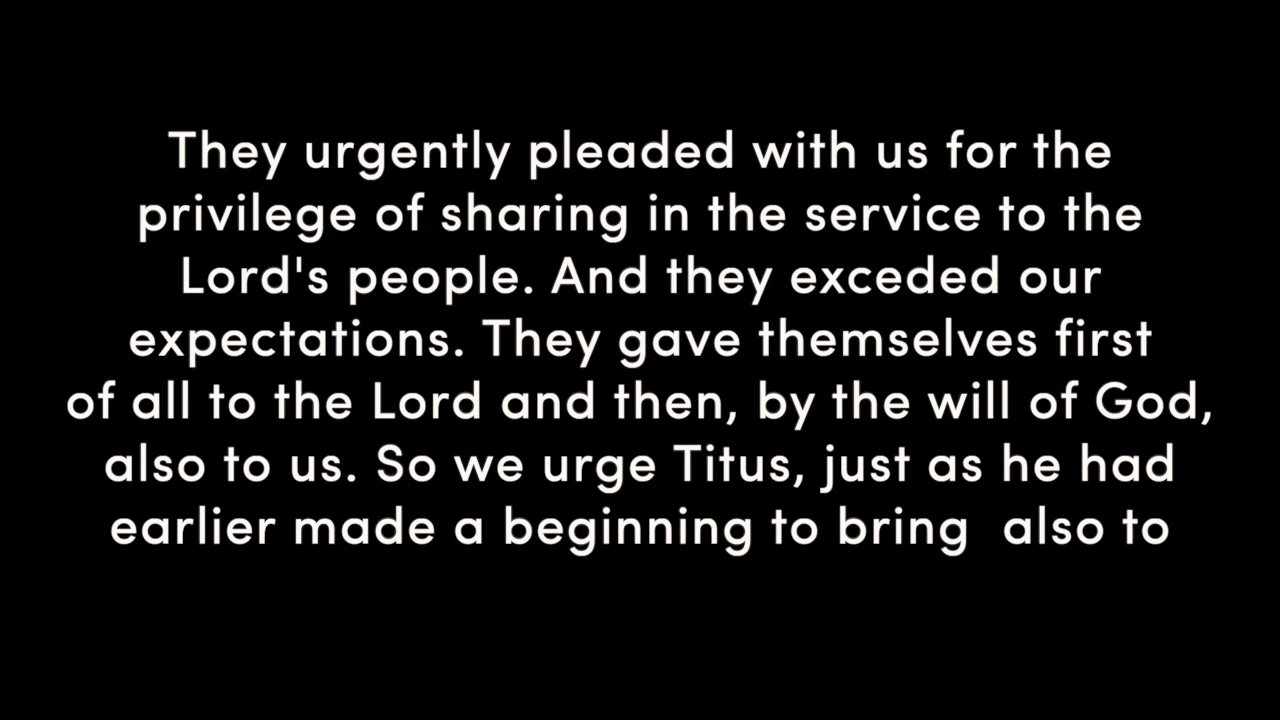 They urgently pleaded with us for the
privilege of sharing in the service to the
Lord's people. And they exceded our
expectations. They gave themselves first
of all to the Lord and then, by the will of God,
also to us. So we urge Titus, just as he had
earlier made a beginning to bring  also to